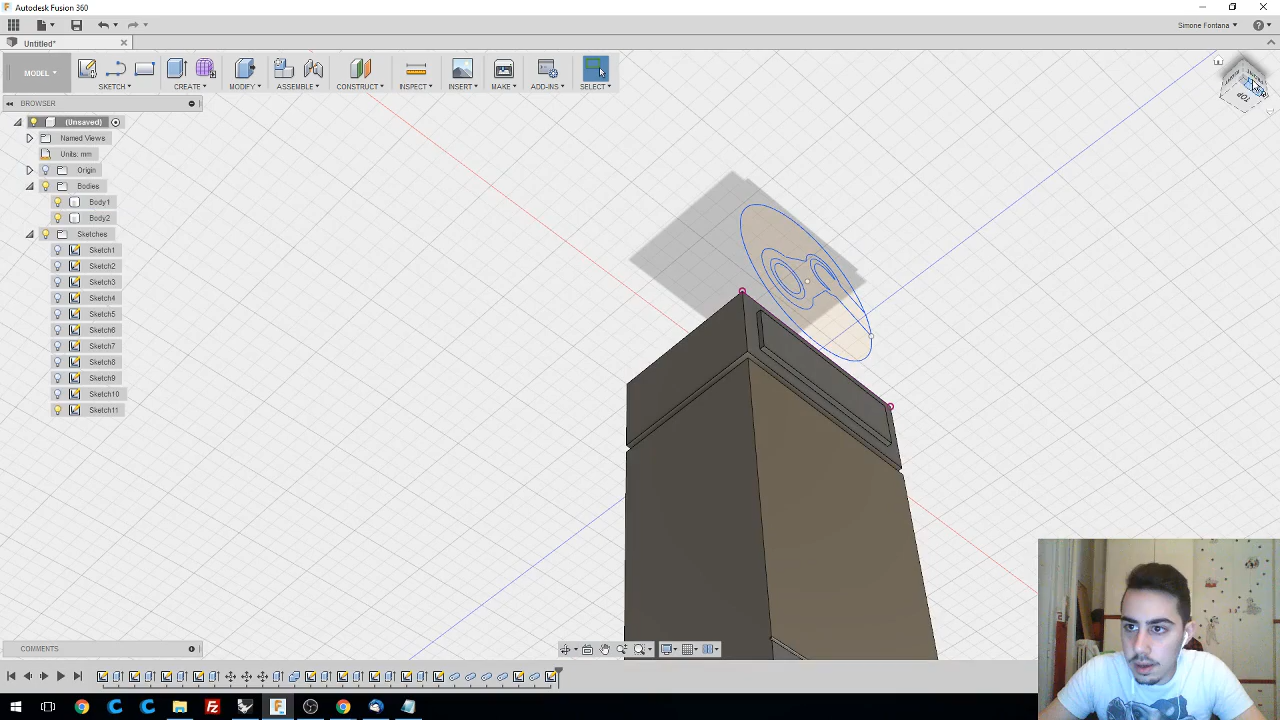 Autodesk Fusion 360
Simone Fontana
Untitled*
MODEL
SKETCH
CREATE
MODIFY
ASSEMBLE
CONSTRUCT
INSPECT
INSERT
MAKE
ADD-INS
SELECT
BROWSER
(Unsaved)
Named Views
Units: mm
Origin
Bodies
Body1
Body2
Sketches
Sketch1
Sketch2
Sketch3
Sketch4
Sketch5
Sketch6
Sketch7
Sketch8
Sketch9
Sketch10
Sketch11
TOP
COMMENTS